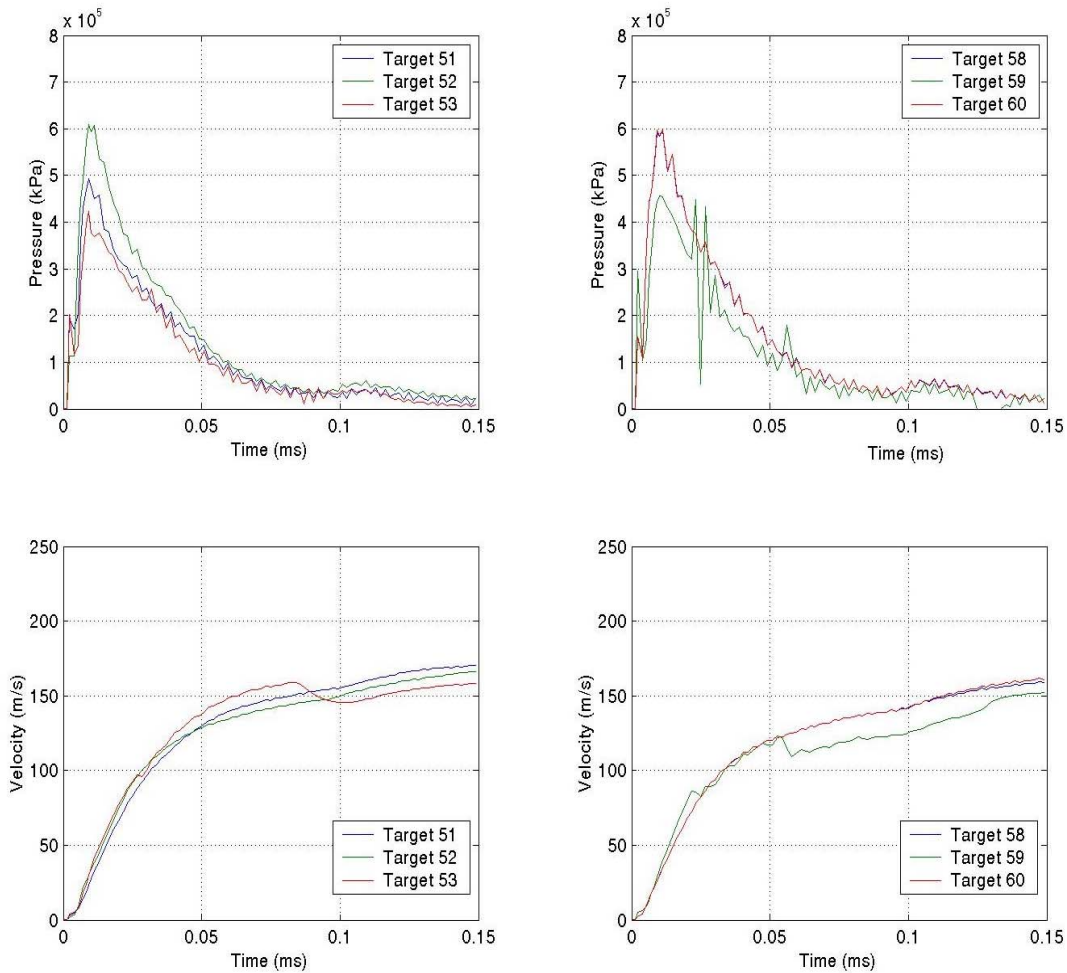 x 10⁵
8
7
6
5
4
3
2
1
0
Pressure (kPa)
Target 51
Target 52
Target 53
0
0.05
0.1
0.15
Time (ms)
x 10⁵
8
7
6
5
4
3
2
1
0
Pressure (kPa)
Target 58
Target 59
Target 60
0
0.05
0.1
0.15
Time (ms)
250
200
150
100
50
0
Velocity (m/s)
Target 51
Target 52
Target 53
0
0.05
0.1
0.15
Time (ms)
250
200
150
100
50
0
Velocity (m/s)
Target 58
Target 59
Target 60
0
0.05
0.1
0.15
Time (ms)